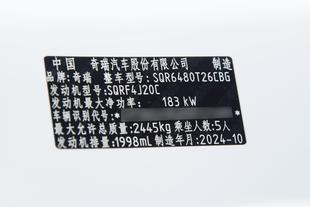 中国 奇瑞汽车股份有限公司 制造
品牌:奇瑞 整车型号:SQR6480T26CBG
发动机型号:SQRF4J20C
发动机最大净功率: 183 kW
车辆识别代号:*
最大允许总质量:2445kg 乘坐人数:5人
发动机排量:1998mL 制造年月:2024-10